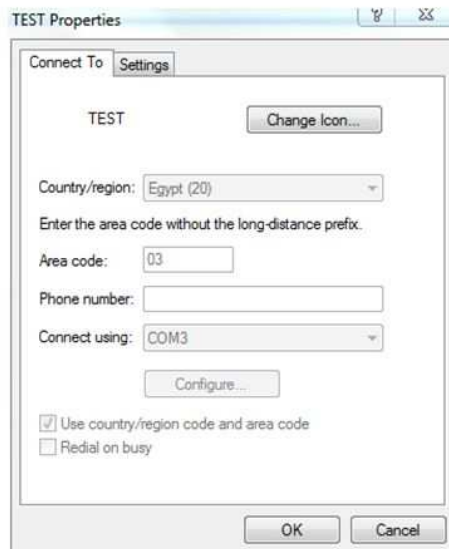 TEST Properties
Connect To Settings
TEST Change Icon...
Country/region: Egypt (20)
Enter the area code without the long-distance prefix.
Area code: 03
Phone number:
Connect using: COM3
Configure...
Use country/region code and area code
Redial on busy
OK Cancel